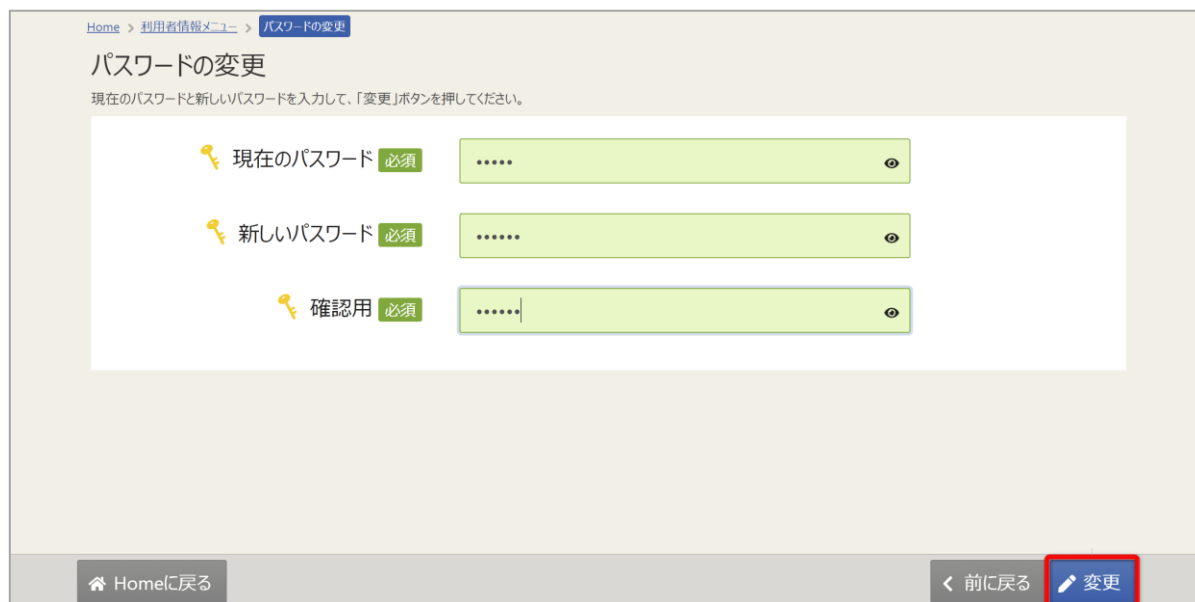 Home > 利用者情報メニュー > パスワードの変更
パスワードの変更
現在のパスワードと新しいパスワードを入力して、「変更」ボタンを押してください。
現在のパスワード 必須 •••••
新しいパスワード 必須 ••••••
確認用 必須 ••••••
Homeに戻る < 前に戻る 変更